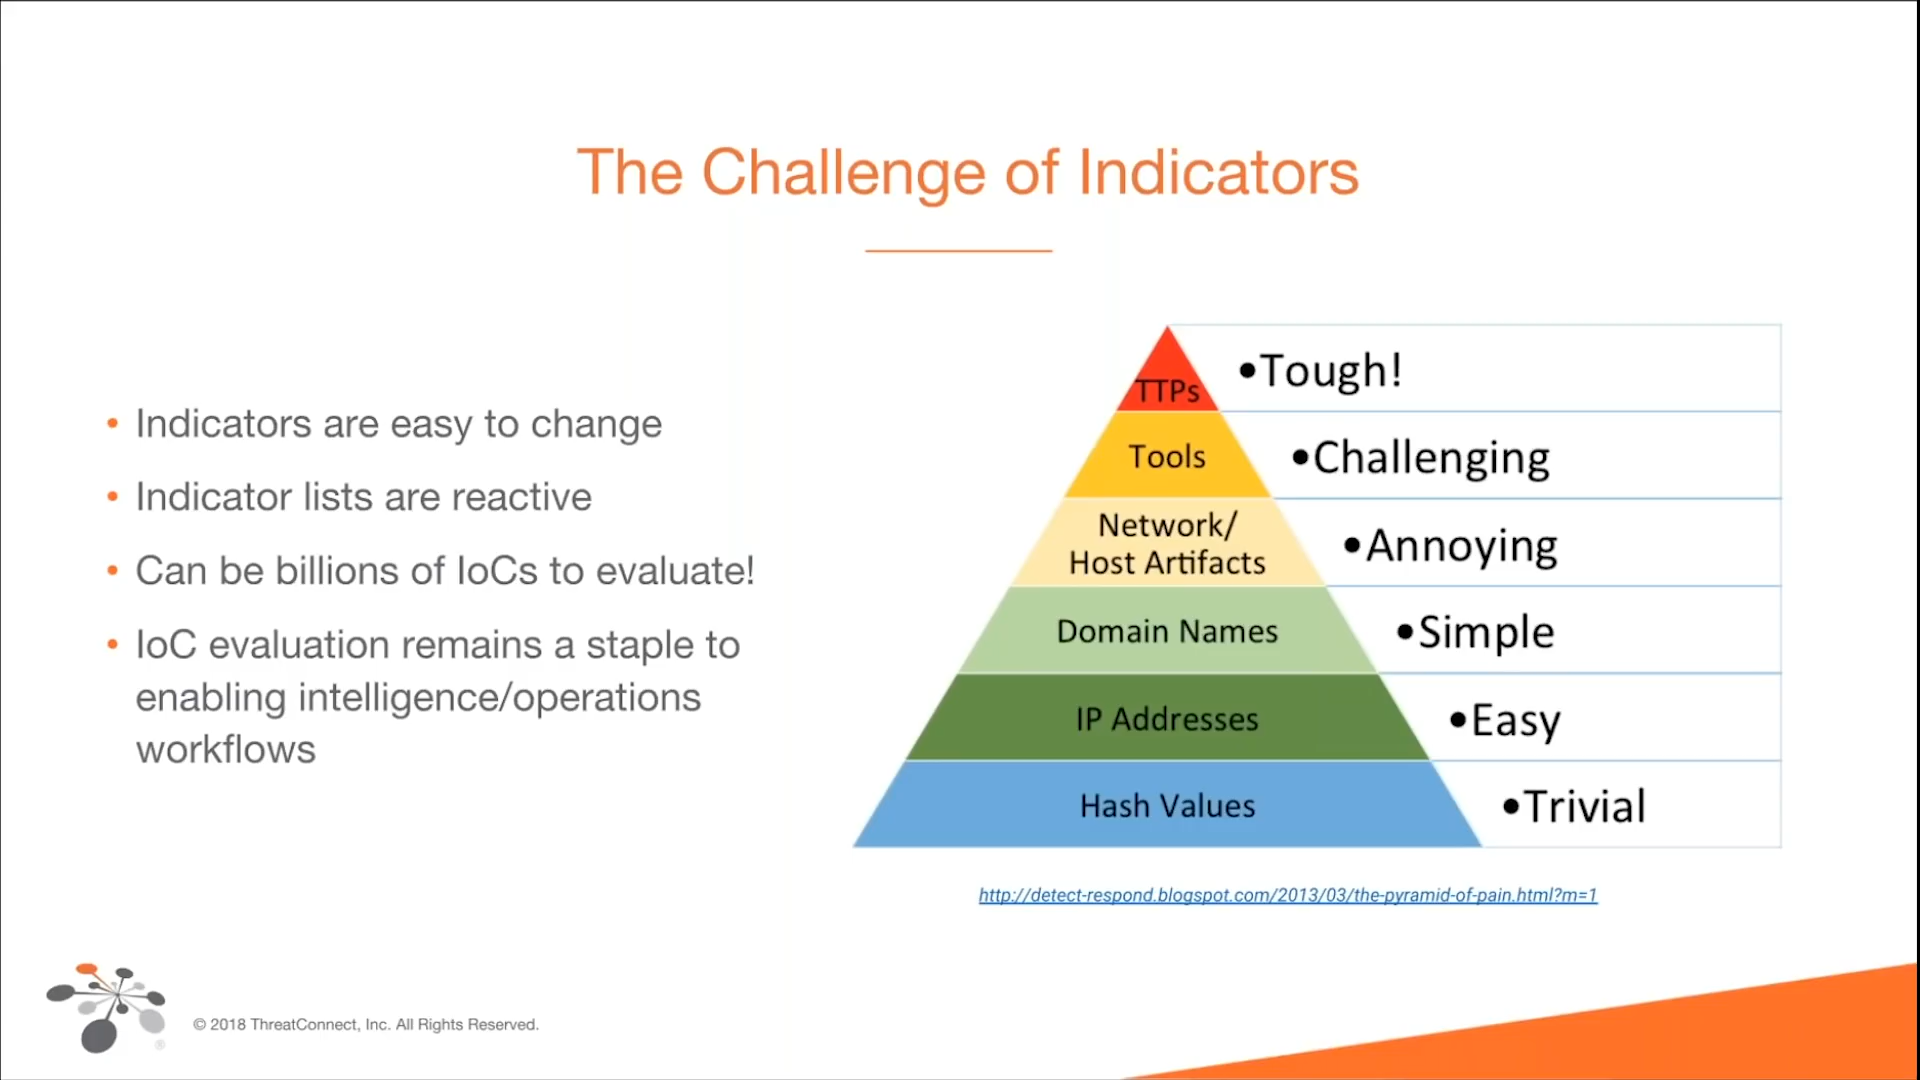 The Challenge of Indicators
• Indicators are easy to change
• Indicator lists are reactive
• Can be billions of IoCs to evaluate!
• IoC evaluation remains a staple to
enabling intelligence/operations
workflows
TTPs
•Tough!
Tools
•Challenging
Network/
Host Artifacts
•Annoying
Domain Names
•Simple
IP Addresses
•Easy
Hash Values
•Trivial
http://detect-respond.blogspot.com/2013/03/the-pyramid-of-pain.html?m=1
®
© 2018 ThreatConnect, Inc. All Rights Reserved.